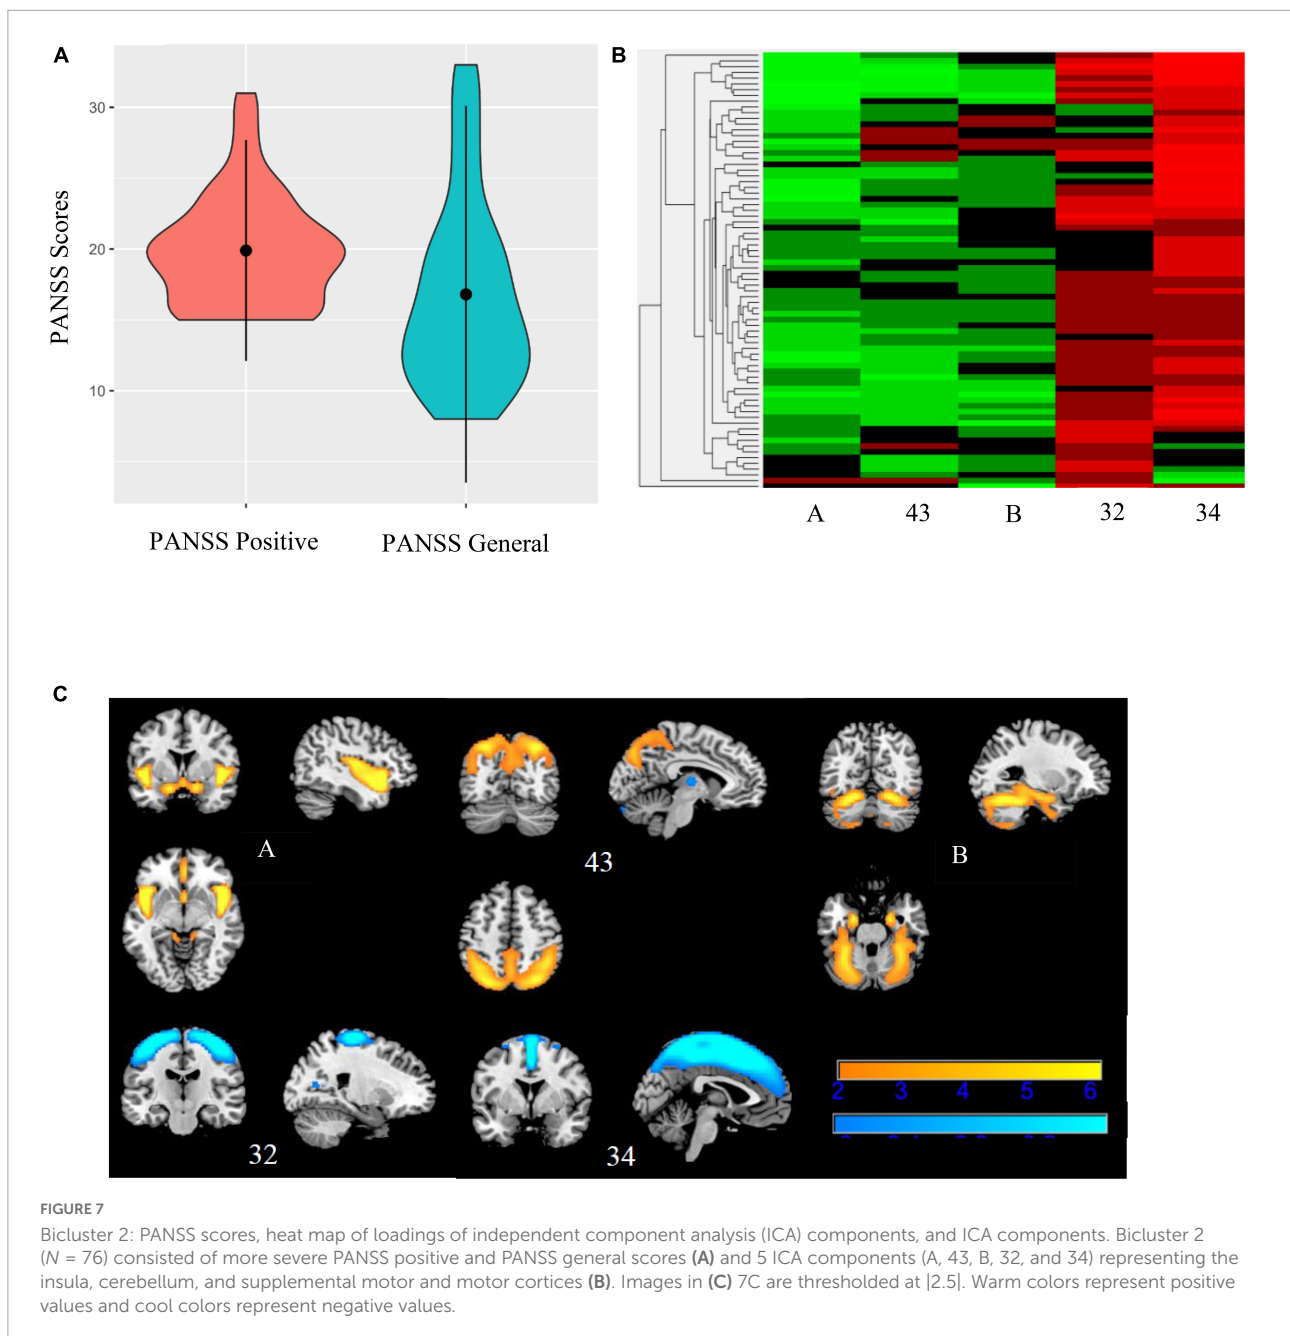 A
B
PANSS Scores
30
20
10
PANSS Positive
PANSS General
A
43
B
32
34
C
A
43
B
32
34
2 3 4 5 6
FIGURE 7
Bicluster 2: PANSS scores, heat map of loadings of independent component analysis (ICA) components, and ICA components. Bicluster 2
(N = 76) consisted of more severe PANSS positive and PANSS general scores (A) and 5 ICA components (A, 43, B, 32, and 34) representing the
insula, cerebellum, and supplemental motor and motor cortices (B). Images in (C) 7C are thresholded at |2.5|. Warm colors represent positive
values and cool colors represent negative values.